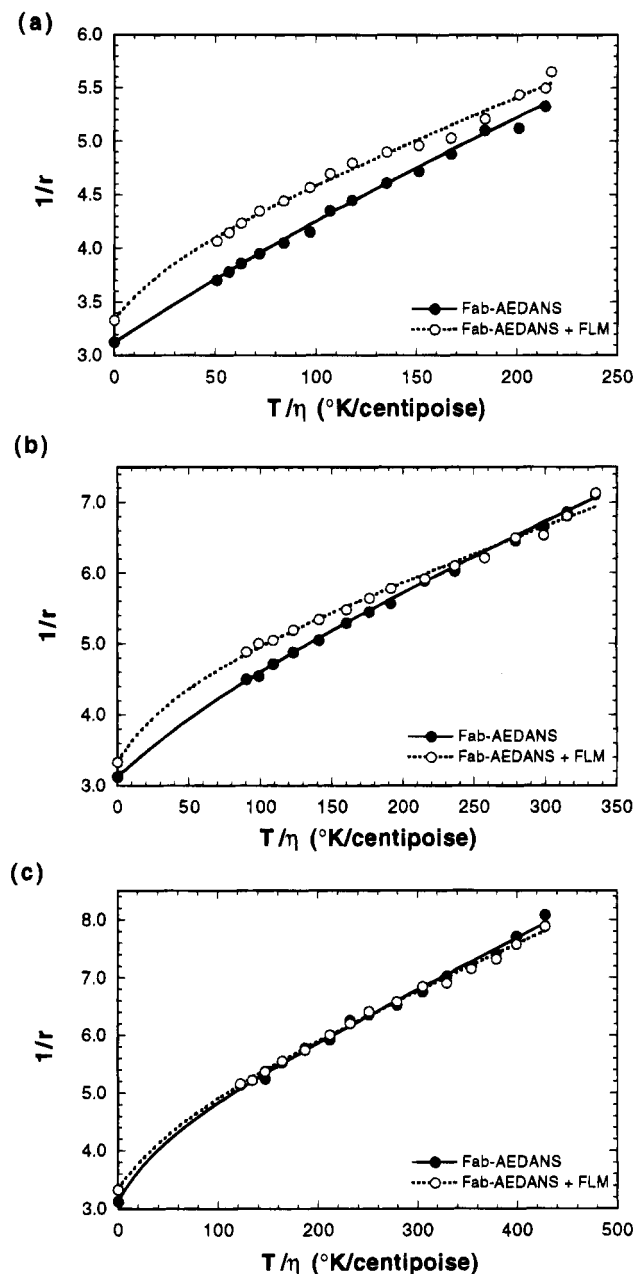 (a)
6.0
5.5
5.0
4.5
4.0
3.5
3.0
1/r
Fab-AEDANS
Fab-AEDANS + FLM
0 50 100 150 200 250
T/η (°K/centipoise)
(b)
7.0
6.0
5.0
4.0
3.0
1/r
Fab-AEDANS
Fab-AEDANS + FLM
0 50 100 150 200 250 300 350
T/η (°K/centipoise)
(c)
8.0
7.0
6.0
5.0
4.0
3.0
1/r
Fab-AEDANS
Fab-AEDANS + FLM
0 100 200 300 400 500
T/η (°K/centipoise)